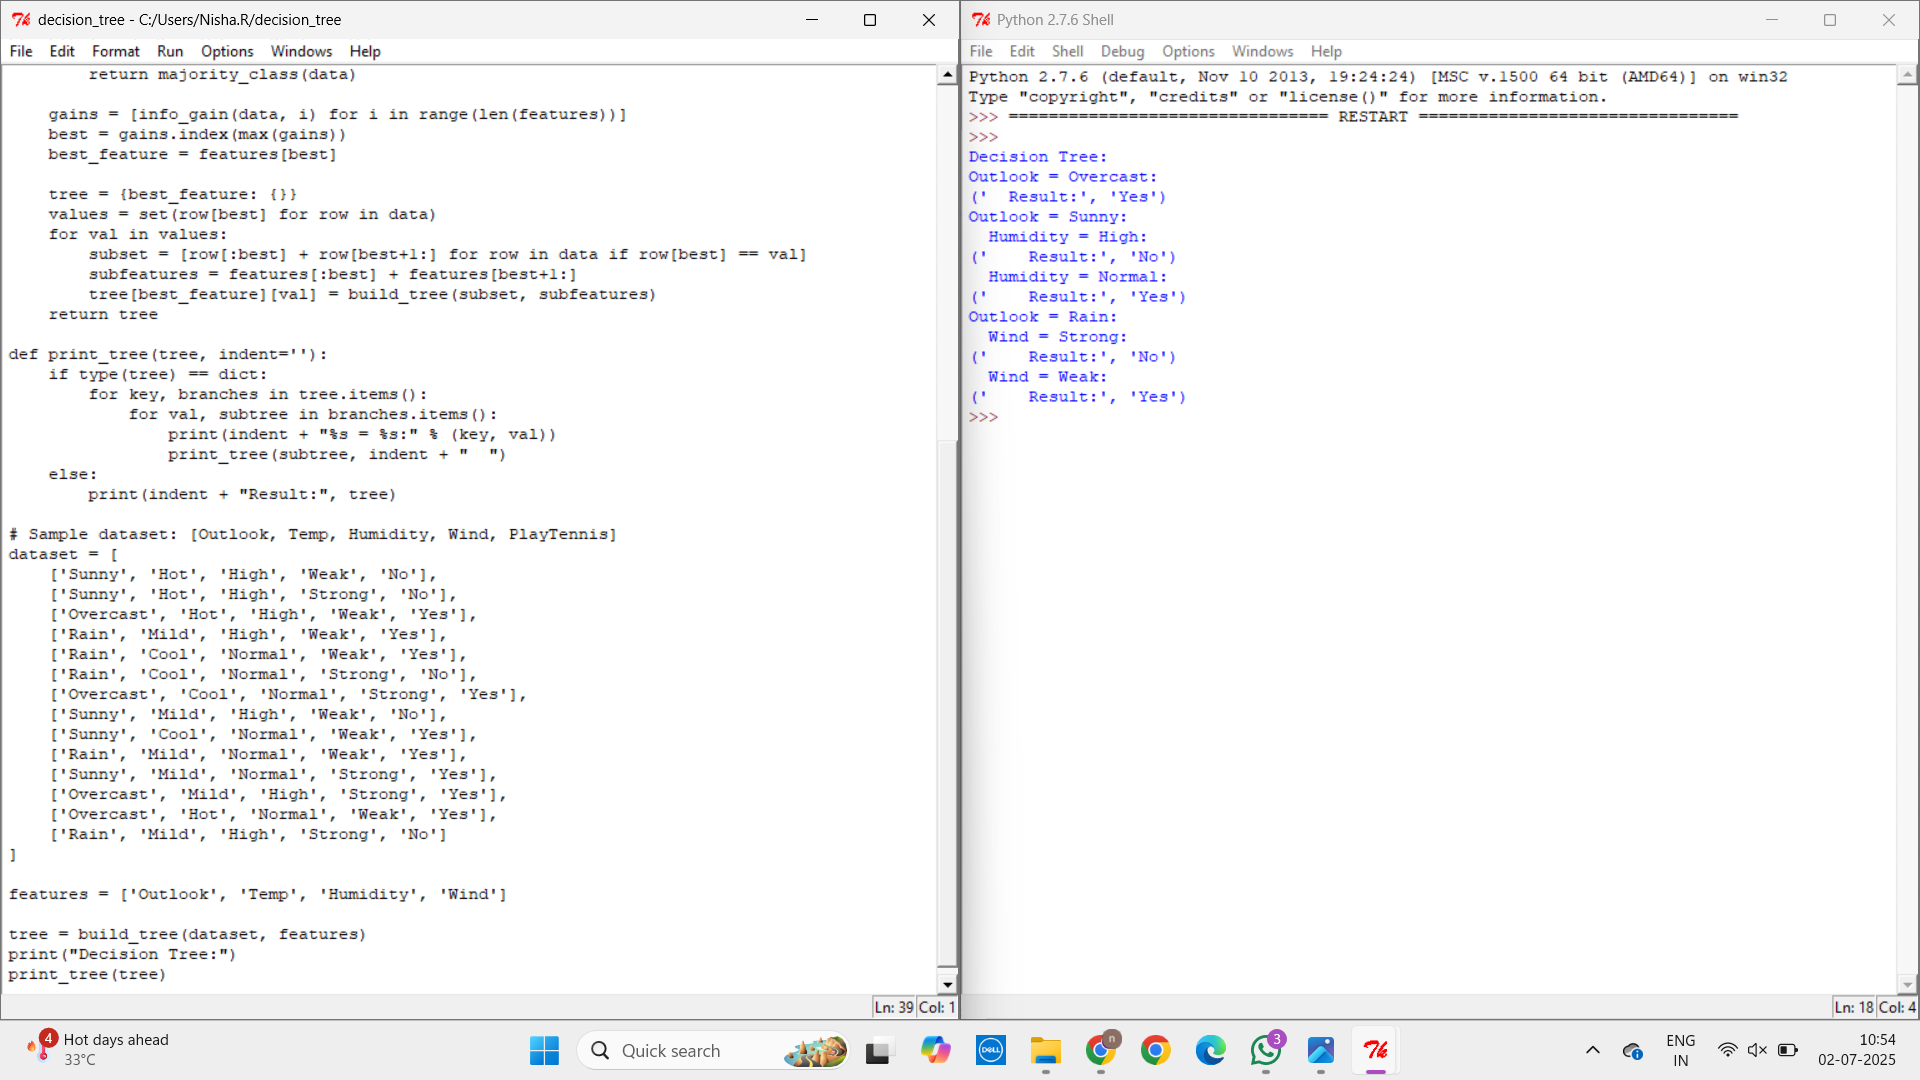 decision_tree - C:/Users/Nisha.R/decision_tree
File Edit Format Run Options Windows Help
        return majority_class(data)

    gains = [info_gain(data, i) for i in range(len(features))]
    best = gains.index(max(gains))
    best_feature = features[best]

    tree = {best_feature: {}}
    values = set(row[best] for row in data)
    for val in values:
        subset = [row[:best] + row[best+1:] for row in data if row[best] == val]
        subfeatures = features[:best] + features[best+1:]
        tree[best_feature][val] = build_tree(subset, subfeatures)
    return tree

def print_tree(tree, indent=''):
    if type(tree) == dict:
        for key, branches in tree.items():
            for val, subtree in branches.items():
                print(indent + "%s = %s:" % (key, val))
                print_tree(subtree, indent + "  ")
    else:
        print(indent + "Result:", tree)

# Sample dataset: [Outlook, Temp, Humidity, Wind, PlayTennis]
dataset = [
    ['Sunny', 'Hot', 'High', 'Weak', 'No'],
    ['Sunny', 'Hot', 'High', 'Strong', 'No'],
    ['Overcast', 'Hot', 'High', 'Weak', 'Yes'],
    ['Rain', 'Mild', 'High', 'Weak', 'Yes'],
    ['Rain', 'Cool', 'Normal', 'Weak', 'Yes'],
    ['Rain', 'Cool', 'Normal', 'Strong', 'No'],
    ['Overcast', 'Cool', 'Normal', 'Strong', 'Yes'],
    ['Sunny', 'Mild', 'High', 'Weak', 'No'],
    ['Sunny', 'Cool', 'Normal', 'Weak', 'Yes'],
    ['Rain', 'Mild', 'Normal', 'Weak', 'Yes'],
    ['Sunny', 'Mild', 'Normal', 'Strong', 'Yes'],
    ['Overcast', 'Mild', 'High', 'Strong', 'Yes'],
    ['Overcast', 'Hot', 'Normal', 'Weak', 'Yes'],
    ['Rain', 'Mild', 'High', 'Strong', 'No']
]

features = ['Outlook', 'Temp', 'Humidity', 'Wind']

tree = build_tree(dataset, features)
print("Decision Tree:")
print_tree(tree)
Ln: 39 Col: 1
Python 2.7.6 Shell
File Edit Shell Debug Options Windows Help
Python 2.7.6 (default, Nov 10 2013, 19:24:24) [MSC v.1500 64 bit (AMD64)] on win32
Type "copyright", "credits" or "license()" for more information.
>>> ================================ RESTART ================================
>>>
Decision Tree:
Outlook = Overcast:
('  Result:', 'Yes')
Outlook = Sunny:
  Humidity = High:
('    Result:', 'No')
  Humidity = Normal:
('    Result:', 'Yes')
Outlook = Rain:
  Wind = Strong:
('    Result:', 'No')
  Wind = Weak:
('    Result:', 'Yes')
>>>
Ln: 18 Col: 4
4
Hot days ahead
33°C
Quick search
DELL
n
3
ENG
IN
10:54
02-07-2025